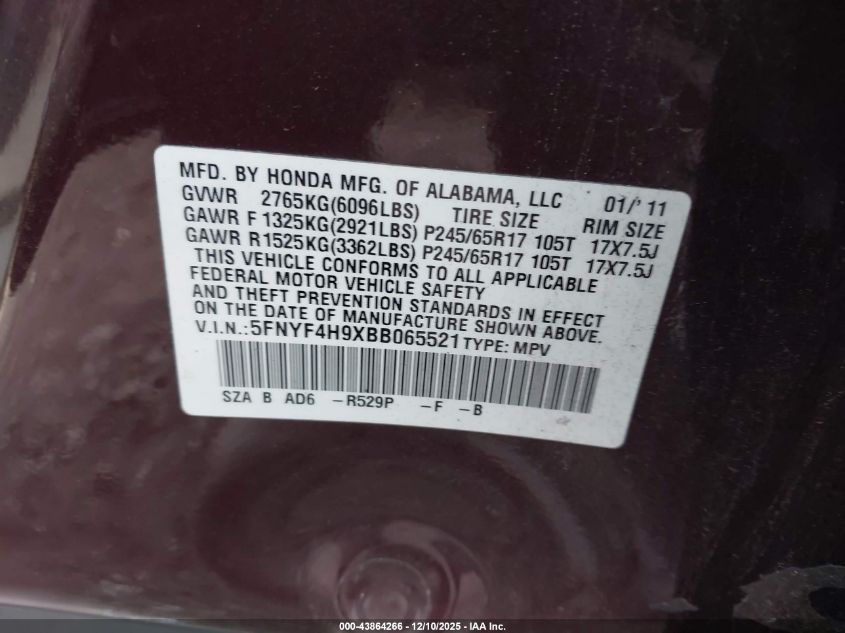 MFD. BY HONDA MFG. OF ALABAMA, LLC 01/'11
GVWR 2765KG(6096LBS) TIRE SIZE RIM SIZE
GAWR F 1325KG(2921LBS) P245/65R17 105T 17X7.5J
GAWR R1525KG(3362LBS) P245/65R17 105T 17X7.5J
THIS VEHICLE CONFORMS TO ALL APPLICABLE
FEDERAL MOTOR VEHICLE SAFETY
AND THEFT PREVENTION STANDARDS IN EFFECT
ON THE DATE OF MANUFACTURE SHOWN ABOVE.
V.I.N.:5FNYF4H9XBB065521 TYPE: MPV
SZA B AD6 -R529P -F -B
000-43864266 - 12/10/2025 - IAA Inc.